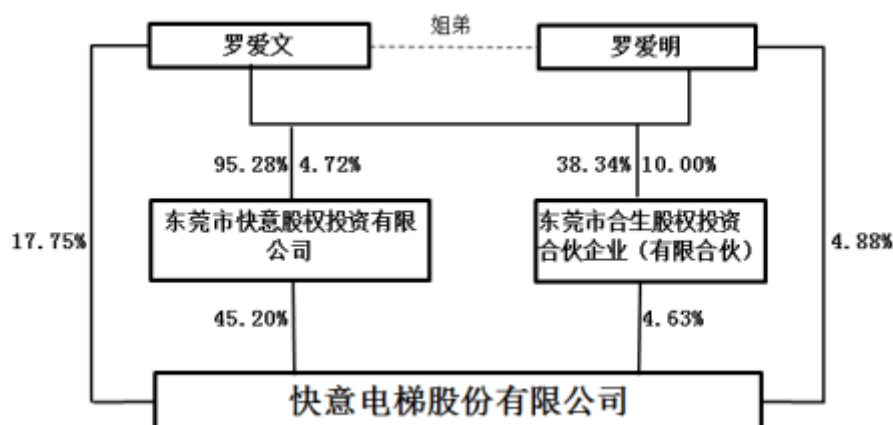 姐弟
罗爱文
罗爱明
95.28% 4.72%
38.34% 10.00%
东莞市快意股权投资有限
公司
东莞市合生股权投资
合伙企业（有限合伙）
17.75%
4.88%
45.20%
4.63%
快意电梯股份有限公司